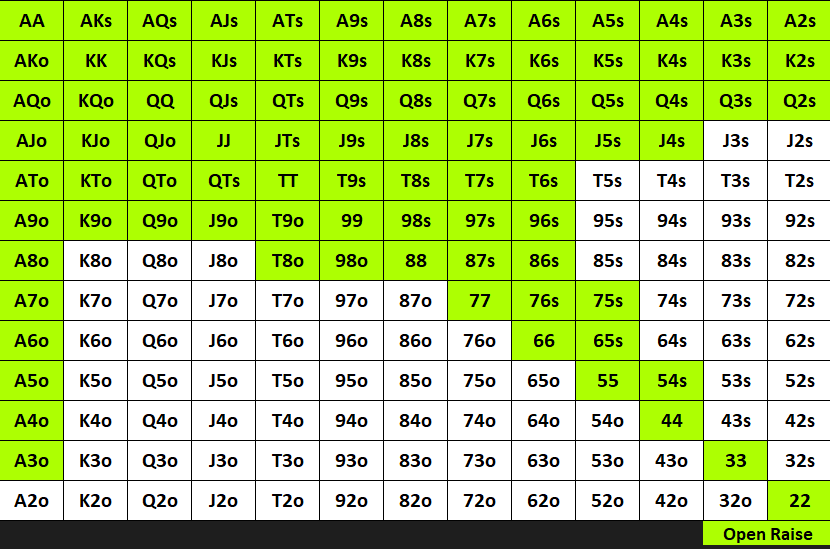 AA AKs AQs AJs ATs A9s A8s A7s A6s A5s A4s A3s A2s
AKo KK KQs KJs KTs K9s K8s K7s K6s K5s K4s K3s K2s
AQo KQo QQ QJs QTs Q9s Q8s Q7s Q6s Q5s Q4s Q3s Q2s
AJo KJo QJo JJ JTs J9s J8s J7s J6s J5s J4s J3s J2s
ATo KTo QTo QTs TT T9s T8s T7s T6s T5s T4s T3s T2s
A9o K9o Q9o J9o T9o 99 98s 97s 96s 95s 94s 93s 92s
A8o K8o Q8o J8o T8o 98o 88 87s 86s 85s 84s 83s 82s
A7o K7o Q7o J7o T7o 97o 87o 77 76s 75s 74s 73s 72s
A6o K6o Q6o J6o T6o 96o 86o 76o 66 65s 64s 63s 62s
A5o K5o Q5o J5o T5o 95o 85o 75o 65o 55 54s 53s 52s
A4o K4o Q4o J4o T4o 94o 84o 74o 64o 54o 44 43s 42s
A3o K3o Q3o J3o T3o 93o 83o 73o 63o 53o 43o 33 32s
A2o K2o Q2o J2o T2o 92o 82o 72o 62o 52o 42o 32o 22
Open Raise